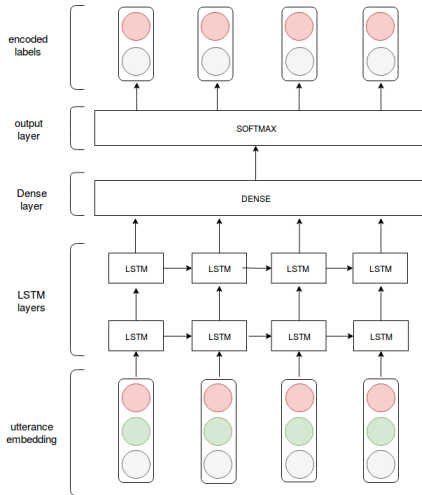 encoded
labels
output
layer
SOFTMAX
Dense
layer
DENSE
LSTM
layers
LSTM LSTM LSTM LSTM
LSTM LSTM LSTM LSTM
utterance
embedding